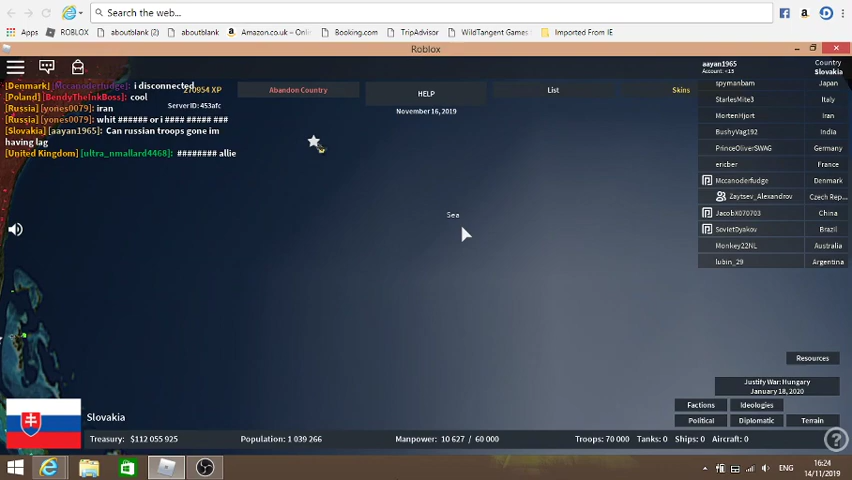 Search the web...
Apps ROBLOX aboutblank aboutblank Amazon.co.uk – Onli Booking.com TripAdvisor WildTangent Games Imported From IE
Roblox
aayan1965
Account: <13
Country
Slovakia
[Denmark] [Mccanoderfudge]: i disconnected
[Poland] [BendyTheInkBoss]: cool
[Russia] [yones0079]: iran
[Russia] [yones0079]: whit ###### or i #### ##### ###
[Slovakia] [aayan1965]: Can russian troops gone im
having lag
[United Kingdom] [ultra_nmallard4468]: ######## allie
270954 XP
Server ID: 453afc
Abandon Country
HELP
List
Skins
November 16, 2019
spymanbam Japan
StarlesMite3 Italy
MortenHjort Iran
BushyVag192 India
PrinceOliverSWAG Germany
ericber France
Mccanoderfudge Denmark
Zaytsev_Alexandrov Czech Rep...
JacobX070703 China
SovietDyakov Brazil
Monkey22NL Australia
lubin_29 Argentina
Sea
Resources
Justify War: Hungary
January 18, 2020
Factions Ideologies
Political Diplomatic Terrain
Slovakia
Treasury: $112 055 925 Population: 1 039 266 Manpower: 10 627 / 60 000 Troops: 70 000 Tanks: 0 Ships: 0 Aircraft: 0
ENG
16:24
14/11/2019